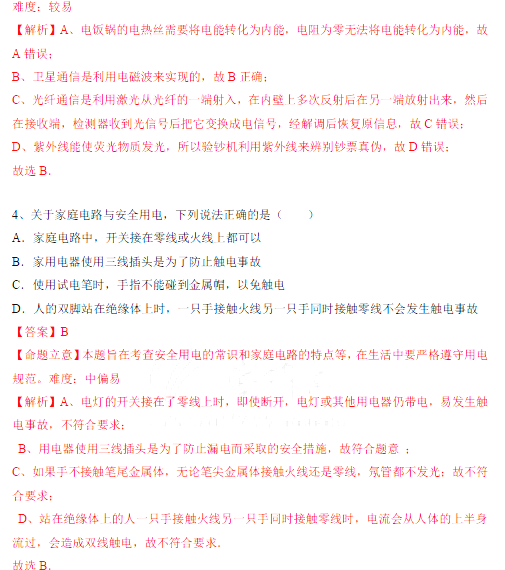 难度：较易
【解析】A、电饭锅的电热丝需要将电能转化为内能，电阻为零无法将电能转化为内能，故
A 错误；
B、卫星通信是利用电磁波来实现的，故 B 正确；
C、光纤通信是利用激光从光纤的一端射入，在内壁上多次反射后在另一端放射出来，然后
在接收端，检测器收到光信号后把它变换成电信号，经解调后恢复原信息，故 C 错误；
D、紫外线能使荧光物质发光，所以验钞机利用紫外线来辨别钞票真伪，故 D 错误；
故选 B．
4、关于家庭电路与安全用电，下列说法正确的是（　　）
A．家庭电路中，开关接在零线或火线上都可以
B．家用电器使用三线插头是为了防止触电事故
C．使用试电笔时，手指不能碰到金属帽，以免触电
D．人的双脚站在绝缘体上时，一只手接触火线另一只手同时接触零线不会发生触电事故
【答案】B
【命题立意】本题旨在考查安全用电的常识和家庭电路的特点等，在生活中要严格遵守用电
规范。难度：中偏易
【解析】A、电灯的开关接在了零线上时，即使断开，电灯或其他用电器仍带电，易发生触
电事故，不符合要求；
B、用电器使用三线插头是为了防止漏电而采取的安全措施，故符合题意 ；
C、如果手不接触笔尾金属体，无论笔尖金属体接触火线还是零线，氖管都不发光；故不符
合要求；
D、站在绝缘体上的人一只手接触火线另一只手同时接触零线时，电流会从人体的上半身
流过，会造成双线触电，故不符合要求．
故选 B．